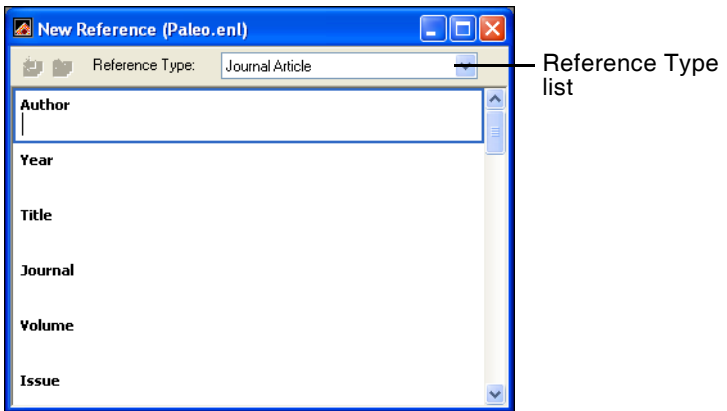 New Reference (Paleo.enl)
Reference Type: Journal Article
Reference Type
list
Author
Year
Title
Journal
Volume
Issue